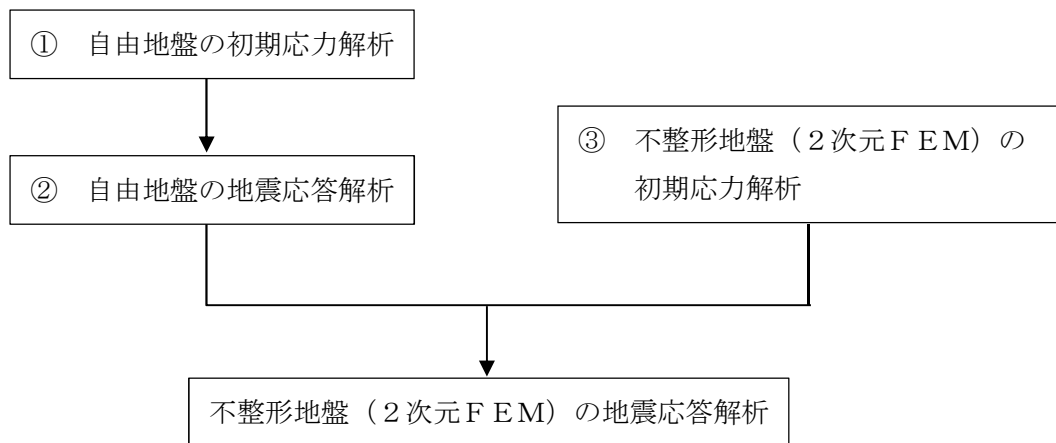 ① 自由地盤の初期応力解析
② 自由地盤の地震応答解析
③ 不整形地盤（２次元ＦＥＭ）の
初期応力解析
不整形地盤（２次元ＦＥＭ）の地震応答解析